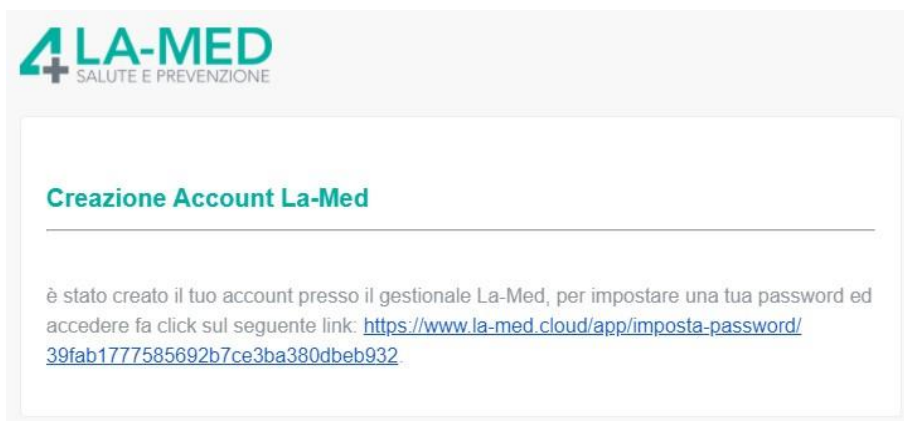 4 LA-MED
SALUTE E PREVENZIONE
Creazione Account La-Med
è stato creato il tuo account presso il gestionale La-Med, per impostare una tua password ed
accedere fa click sul seguente link: https://www.la-med.cloud/app/imposta-password/
39fab1777585692b7ce3ba380dbeb932.